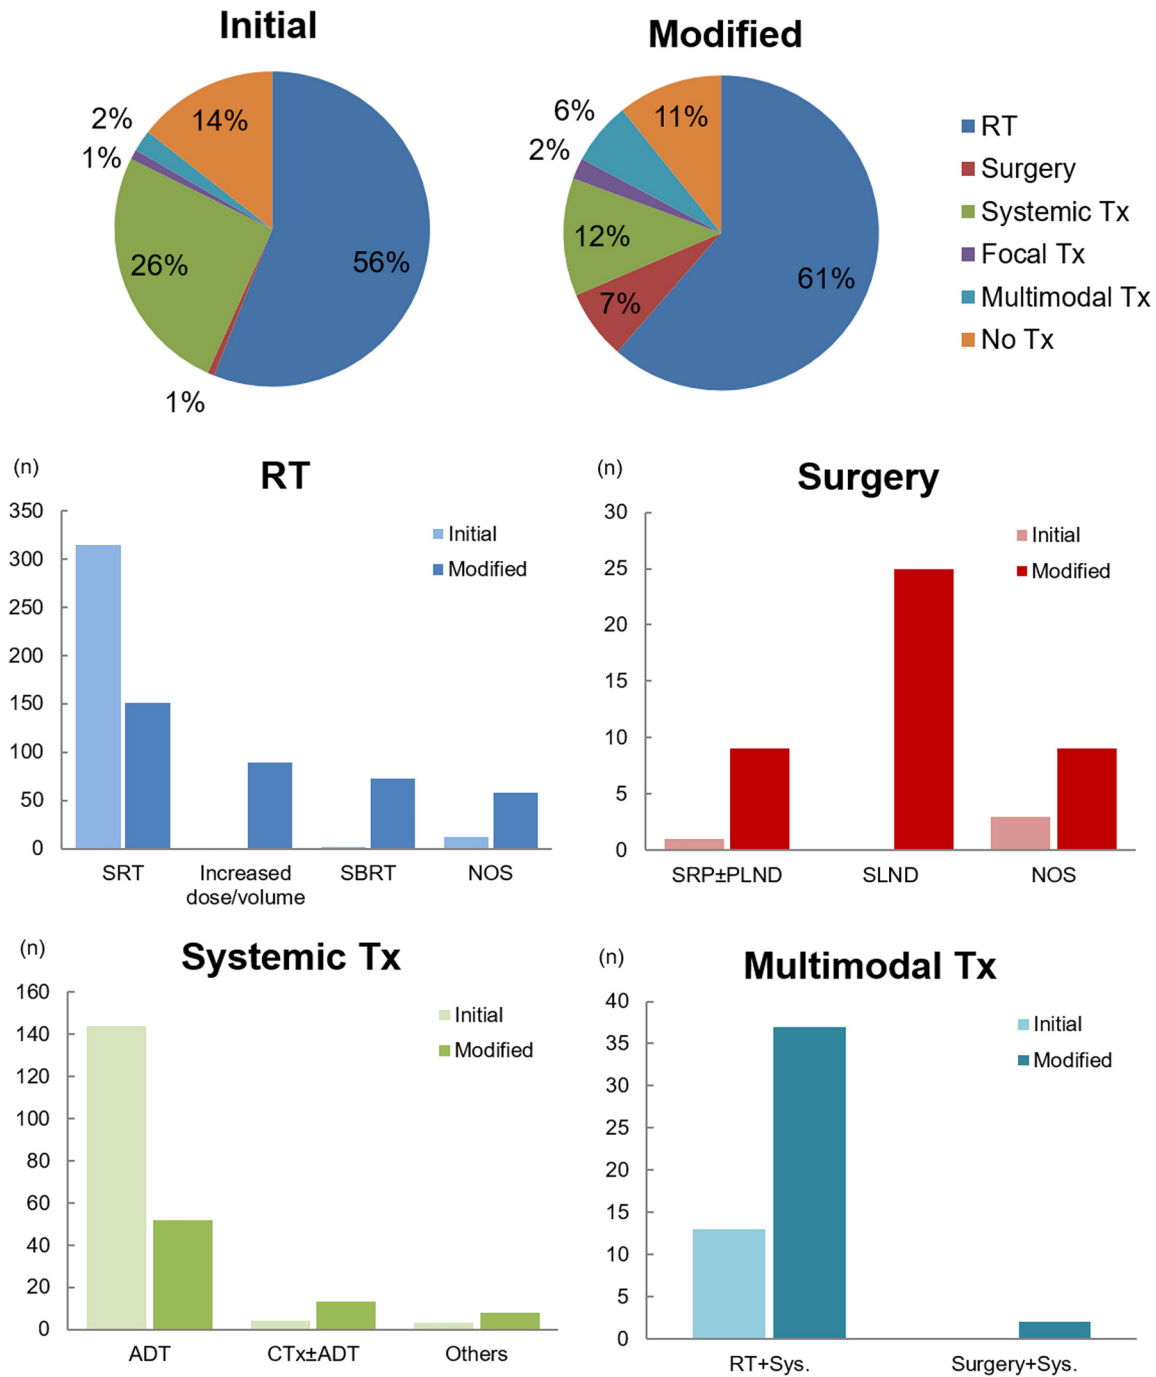 Initial
Modified
2%
14%
1%
26%
56%
1%
6%
11%
2%
12%
7%
61%
RT
Surgery
Systemic Tx
Focal Tx
Multimodal Tx
No Tx
(n)
RT
350
300
250
200
150
100
50
0
Initial
Modified
SRT
Increased
dose/volume
SBRT
NOS
(n)
Surgery
30
25
20
15
10
5
0
Initial
Modified
SRP±PLND
SLND
NOS
(n)
Systemic Tx
160
140
120
100
80
60
40
20
0
Initial
Modified
ADT
CTx±ADT
Others
(n)
Multimodal Tx
40
35
30
25
20
15
10
5
0
Initial
Modified
RT+Sys.
Surgery+Sys.